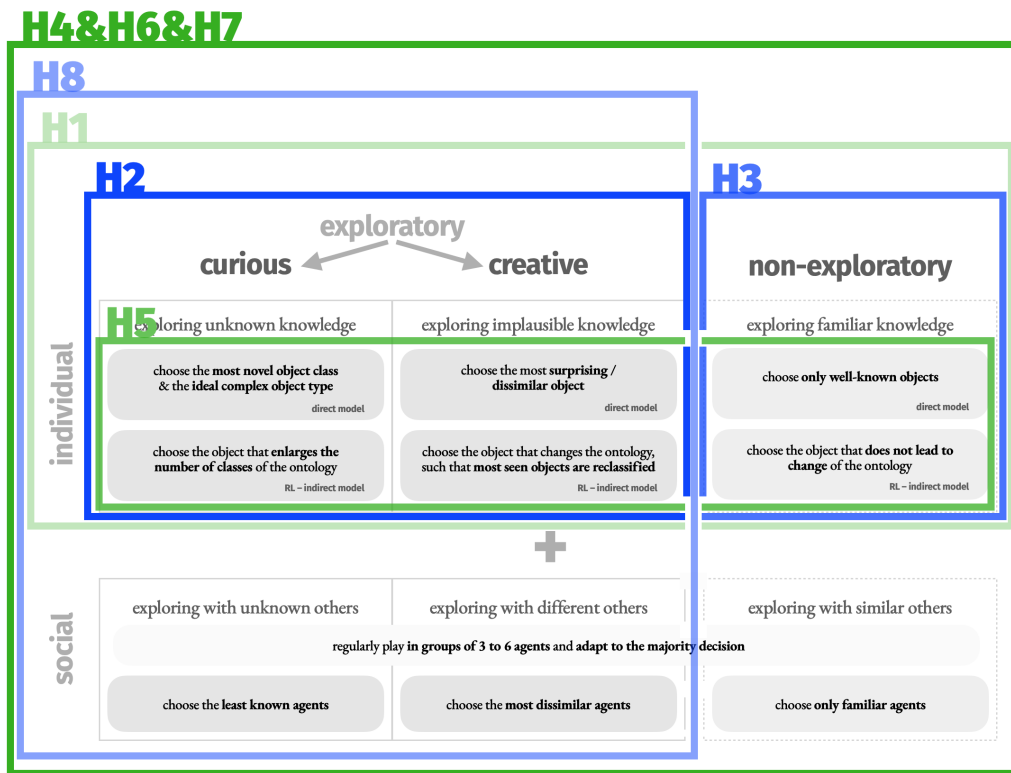 H4&H6&H7
H8
H1
H2
H3
exploratory
curious
creative
non-exploratory
H5
exploring unknown knowledge
exploring implausible knowledge
exploring familiar knowledge
individual
choose the most novel object class
& the ideal complex object type
direct model
choose the most surprising /
dissimilar object
direct model
choose only well-known objects
direct model
choose the object that enlarges the
number of classes of the ontology
RL – indirect model
choose the object that changes the ontology,
such that most seen objects are reclassified
RL – indirect model
choose the object that does not lead to
change of the ontology
RL – indirect model
+
social
exploring with unknown others
exploring with different others
exploring with similar others
regularly play in groups of 3 to 6 agents and adapt to the majority decision
choose the least known agents
choose the most dissimilar agents
choose only familiar agents